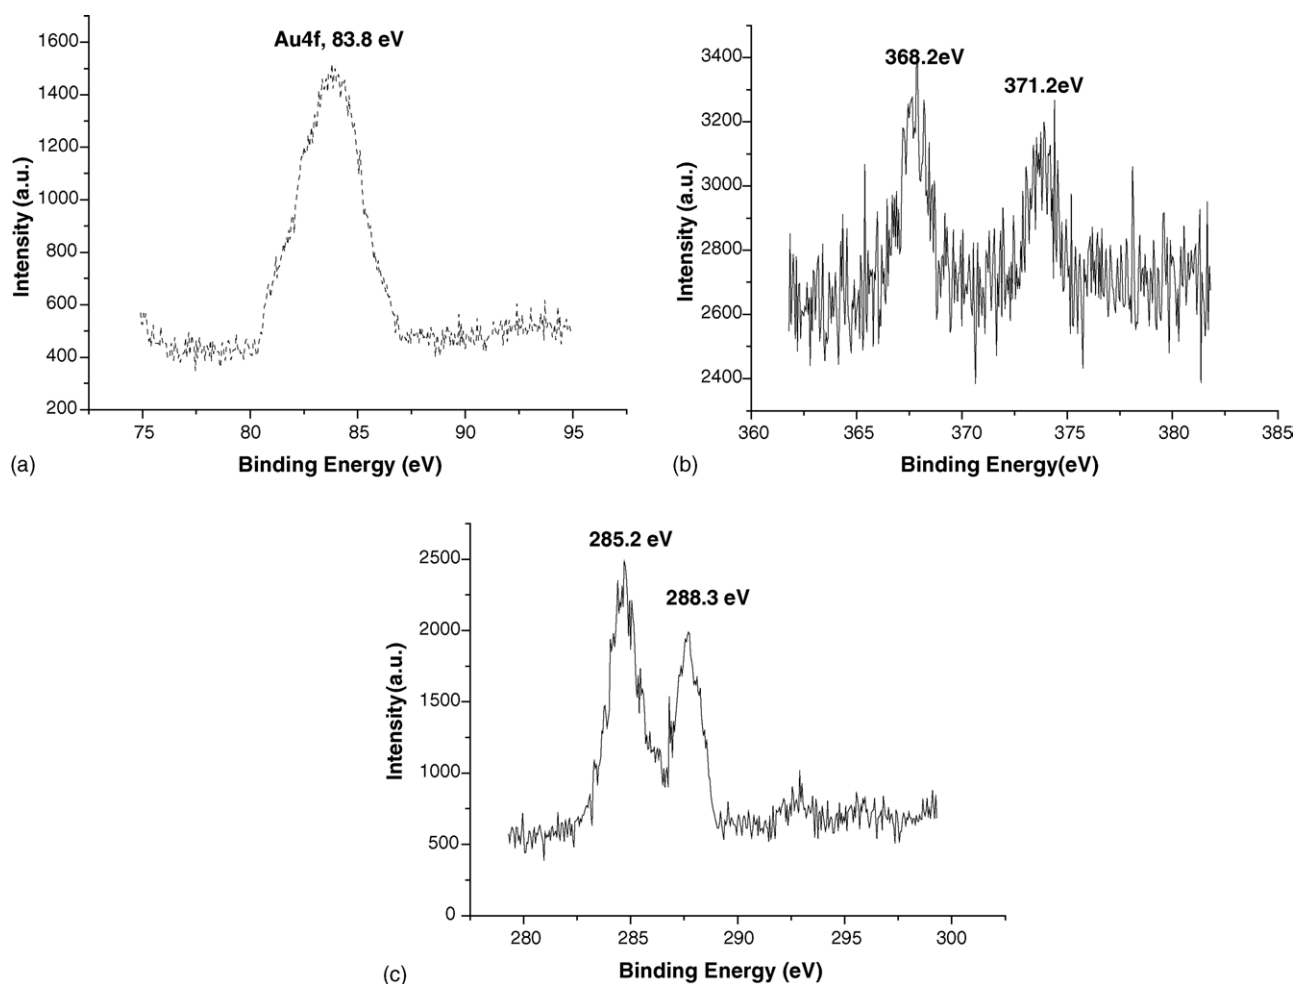 Au4f, 83.8 eV
1600
1400
1200
1000
800
600
400
200
Intensity (a.u.)
75 80 85 90 95
Binding Energy (eV)
(a)
368.2eV
371.2eV
3400
3200
3000
2800
2600
2400
Intensity (a.u.)
360 365 370 375 380 385
Binding Energy(eV)
(b)
285.2 eV
288.3 eV
2500
2000
1500
1000
500
0
Intensity(a.u.)
280 285 290 295 300
Binding Energy (eV)
(c)